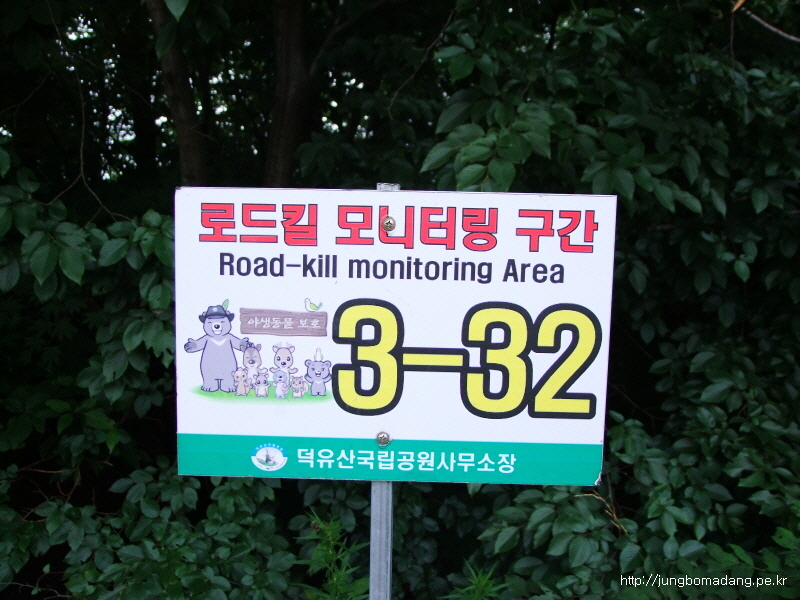 로드킬 모니터링 구간
Road-kill monitoring Area
야생동물 보호
3-32
덕유산국립공원사무소장
http://jungbomadang.pe.kr